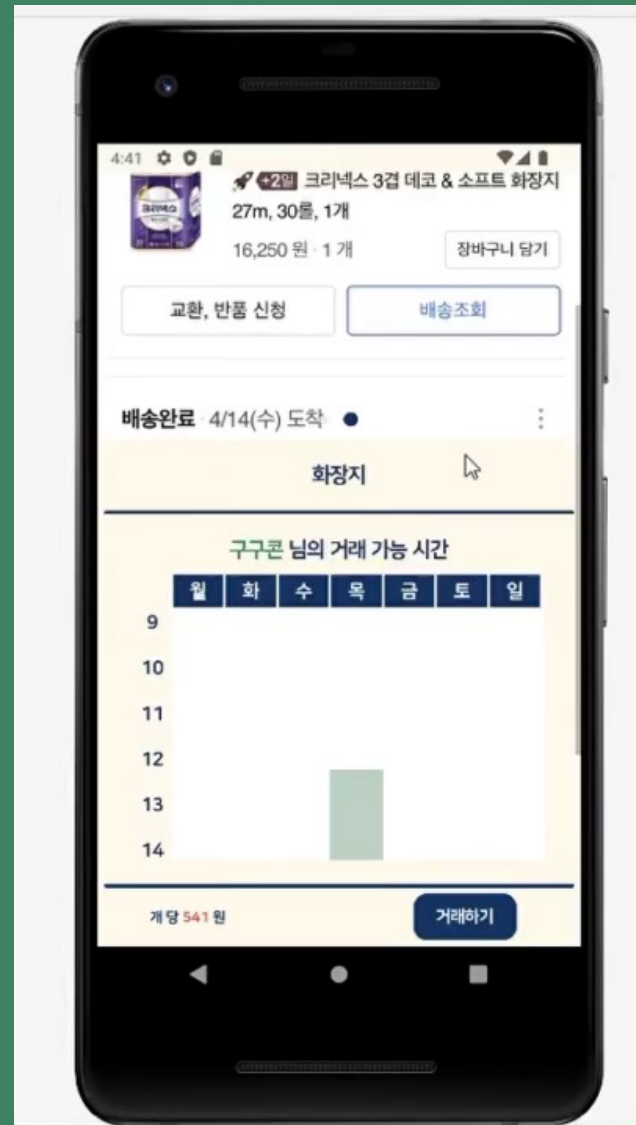 4:41
+2일 크리넥스 3겹 데코 & 소프트 화장지
27m, 30롤, 1개
크리넥스
16,250 원 · 1 개
장바구니 담기
교환, 반품 신청
배송조회
배송완료 · 4/14(수) 도착
화장지
구구콘 님의 거래 가능 시간
월 화 수 목 금 토 일
9
10
11
12
13
14
개 당 541 원
거래하기